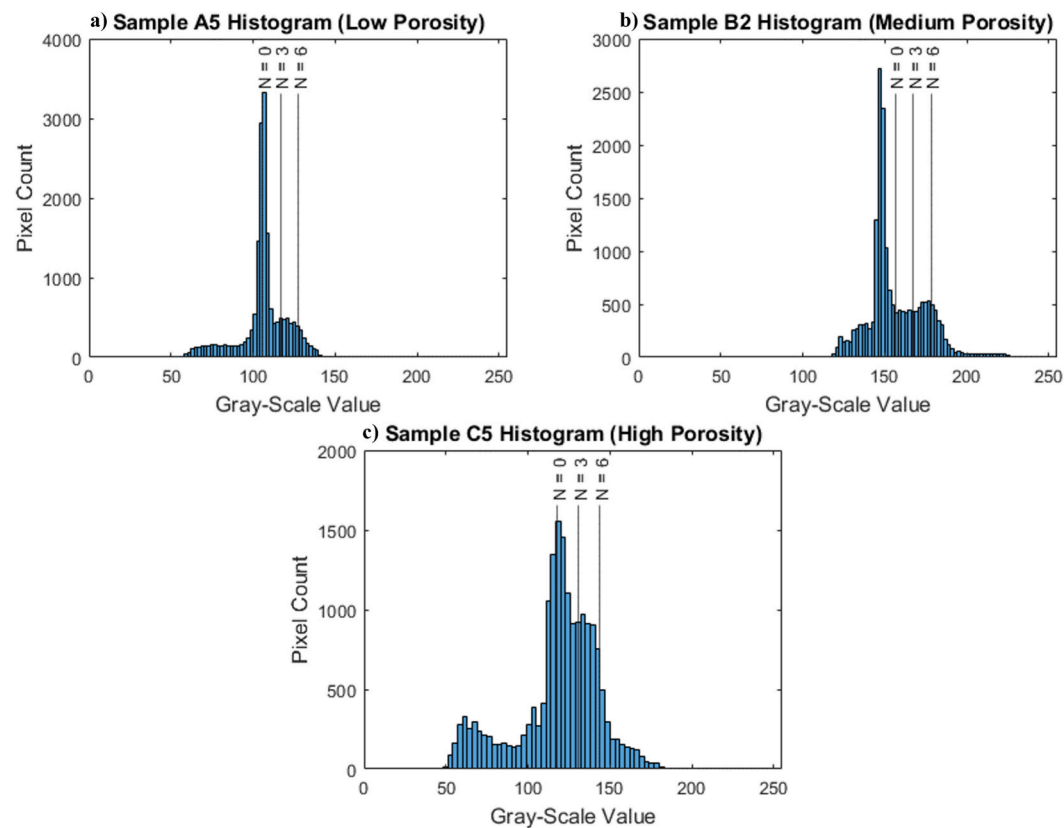 a) Sample A5 Histogram (Low Porosity)
4000
3000
2000
1000
0
Pixel Count
N = 0
N = 3
N = 6
0 50 100 150 200 250
Gray-Scale Value
b) Sample B2 Histogram (Medium Porosity)
3000
2500
2000
1500
1000
500
0
Pixel Count
N = 0
N = 3
N = 6
0 50 100 150 200 250
Gray-Scale Value
c) Sample C5 Histogram (High Porosity)
2000
1500
1000
500
0
Pixel Count
N = 0
N = 3
N = 6
0 50 100 150 200 250
Gray-Scale Value